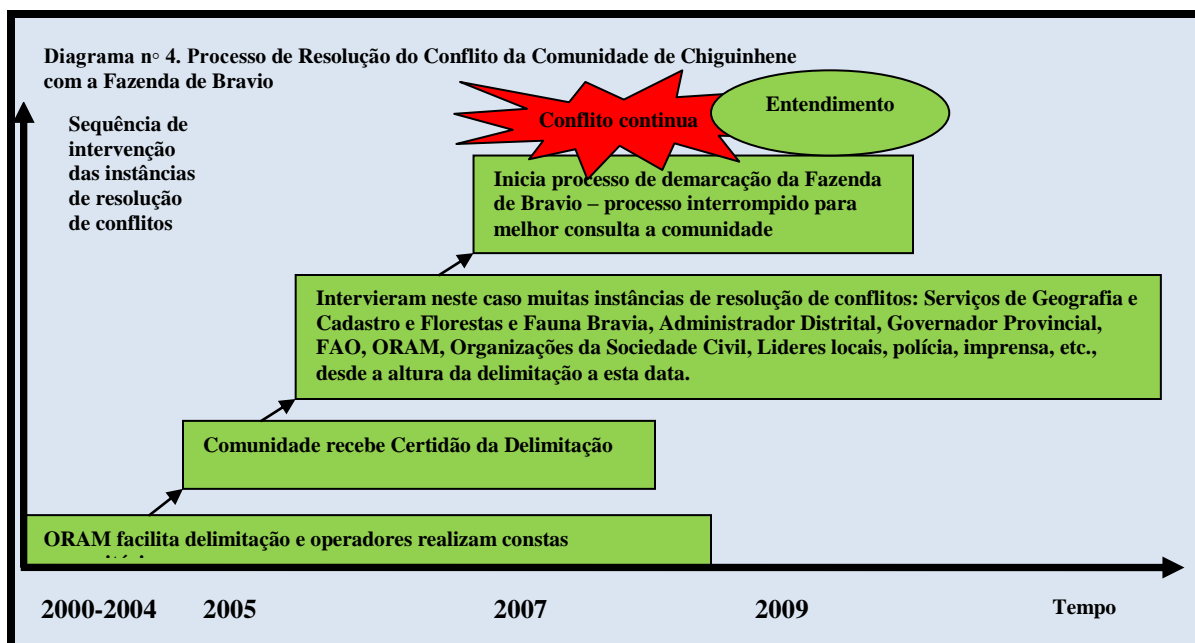 Diagrama nº 4. Processo de Resolução do Conflito da Comunidade de Chiguinhene
com a Fazenda de Bravio
Sequência de
intervenção
das instâncias
de resolução
de conflitos
Conflito continua
Entendimento
Inicia processo de demarcação da Fazenda
de Bravio – processo interrompido para
melhor consulta a comunidade
Intervieram neste caso muitas instâncias de resolução de conflitos: Serviços de Geografia e
Cadastro e Florestas e Fauna Bravia, Administrador Distrital, Governador Provincial,
FAO, ORAM, Organizações da Sociedade Civil, Lideres locais, polícia, imprensa, etc.,
desde a altura da delimitação a esta data.
Comunidade recebe Certidão da Delimitação
ORAM facilita delimitação e operadores realizam constas
2000-2004 2005 2007 2009 Tempo